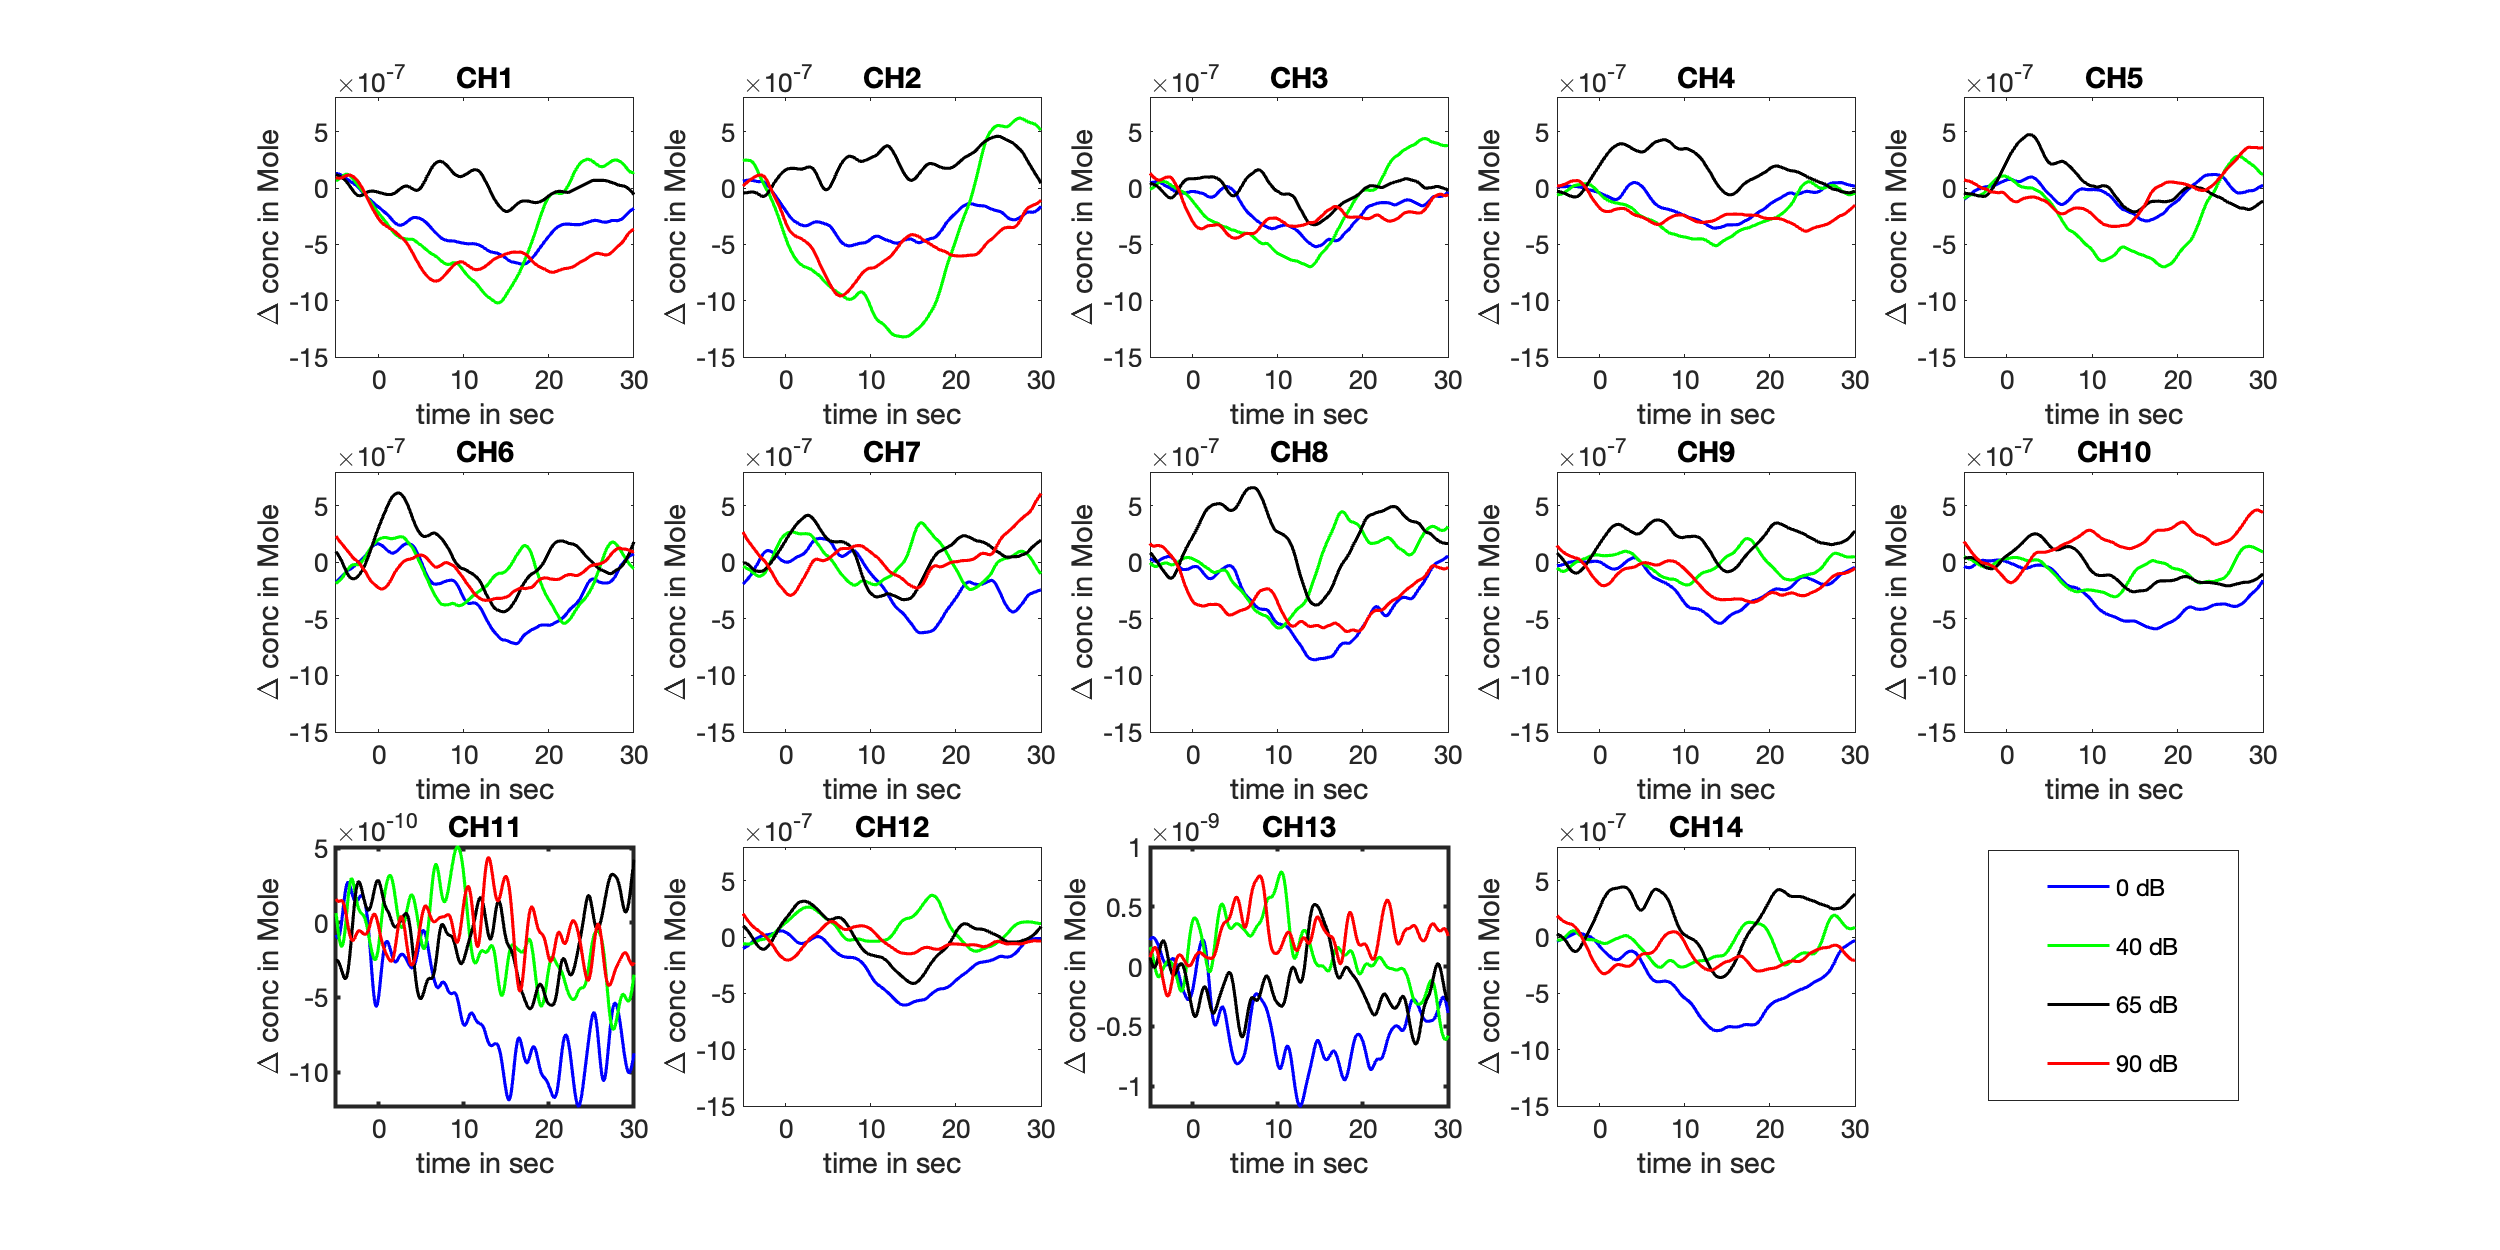 ×10-7 CH1
×10-7 CH2
×10-7 CH3
×10-7 CH4
×10-7 CH5
Δ conc in Mole
5
0
-5
-10
-15
0 10 20 30
time in sec
Δ conc in Mole
5
0
-5
-10
-15
0 10 20 30
time in sec
Δ conc in Mole
5
0
-5
-10
-15
0 10 20 30
time in sec
Δ conc in Mole
5
0
-5
-10
-15
0 10 20 30
time in sec
Δ conc in Mole
5
0
-5
-10
-15
0 10 20 30
time in sec
×10-7 CH6
×10-7 CH7
×10-7 CH8
×10-7 CH9
×10-7 CH10
Δ conc in Mole
5
0
-5
-10
-15
0 10 20 30
time in sec
Δ conc in Mole
5
0
-5
-10
-15
0 10 20 30
time in sec
Δ conc in Mole
5
0
-5
-10
-15
0 10 20 30
time in sec
Δ conc in Mole
5
0
-5
-10
-15
0 10 20 30
time in sec
Δ conc in Mole
5
0
-5
-10
-15
0 10 20 30
time in sec
×10-10 CH11
×10-7 CH12
×10-9 CH13
×10-7 CH14
Δ conc in Mole
5
0
-5
-10
0 10 20 30
time in sec
Δ conc in Mole
5
0
-5
-10
-15
0 10 20 30
time in sec
Δ conc in Mole
1
0.5
0
-0.5
-1
0 10 20 30
time in sec
Δ conc in Mole
5
0
-5
-10
-15
0 10 20 30
time in sec
0 dB
40 dB
65 dB
90 dB